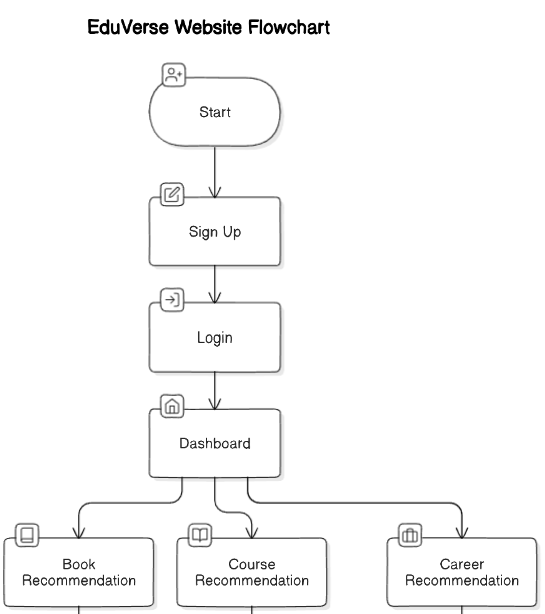 EduVerse Website Flowchart
Start
Sign Up
Login
Dashboard
Book
Recommendation
Course
Recommendation
Career
Recommendation